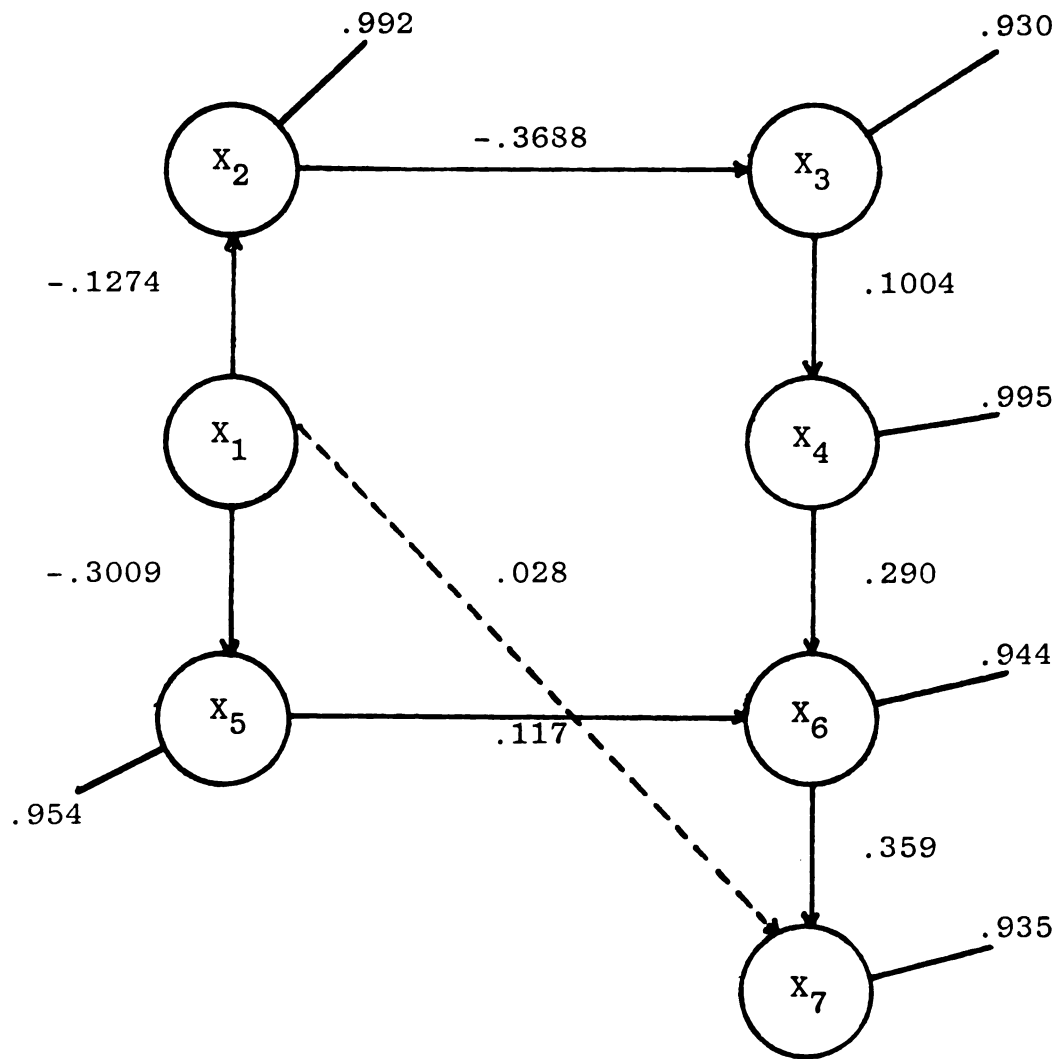 .992
.930
X2
-.3688
X3
-.1274
.1004
X1
X4
.995
-.3009
.028
.290
X5
.117
X6
.944
.954
.359
X7
.935